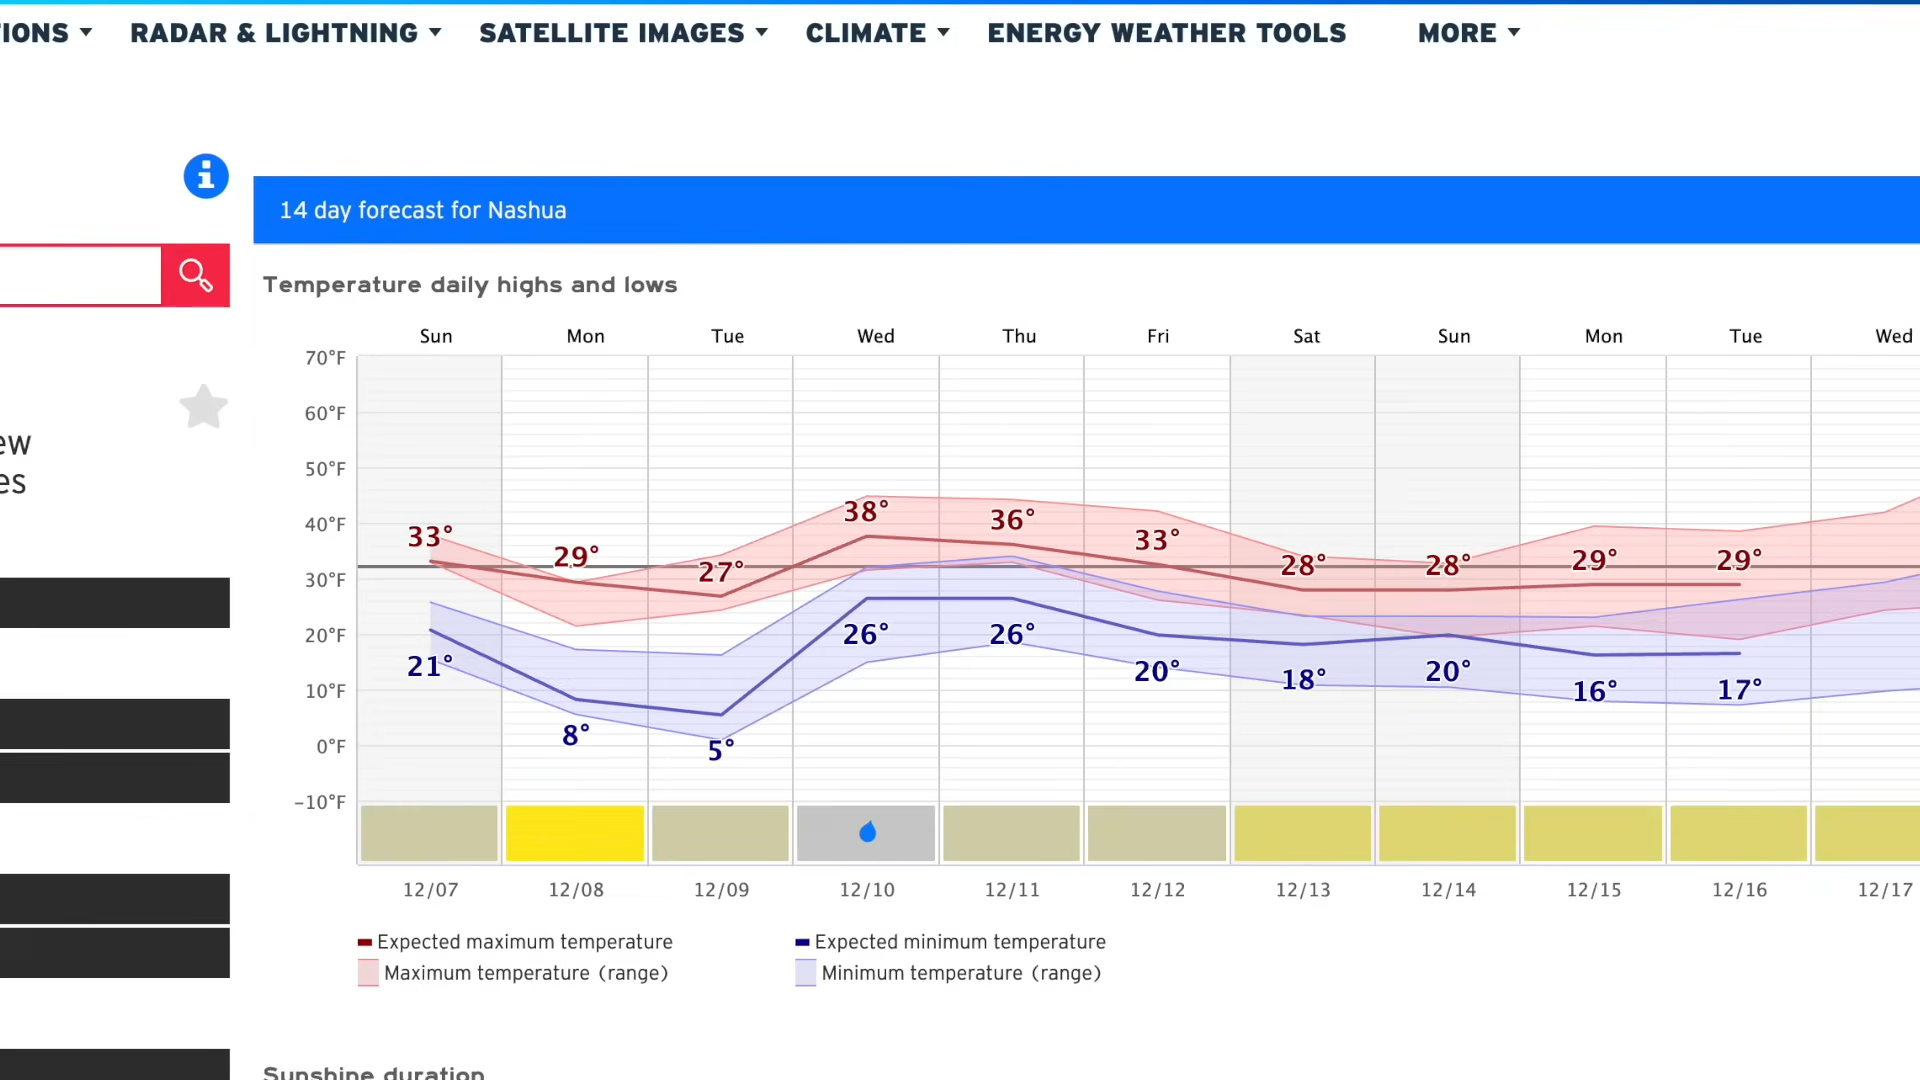 IONS RADAR & LIGHTNING SATELLITE IMAGES CLIMATE ENERGY WEATHER TOOLS MORE
14 day forecast for Nashua
ew
es
Temperature daily highs and lows
Sun Mon Tue Wed Thu Fri Sat Sun Mon Tue Wed
70°F
60°F
50°F
40°F
30°F
20°F
10°F
0°F
-10°F
33° 29° 27° 38° 36° 33° 28° 28° 29° 29°
21° 8° 5° 26° 26° 20° 18° 20° 16° 17°
12/07 12/08 12/09 12/10 12/11 12/12 12/13 12/14 12/15 12/16 12/17
Expected maximum temperature Expected minimum temperature
Maximum temperature (range) Minimum temperature (range)
Sunshine duration